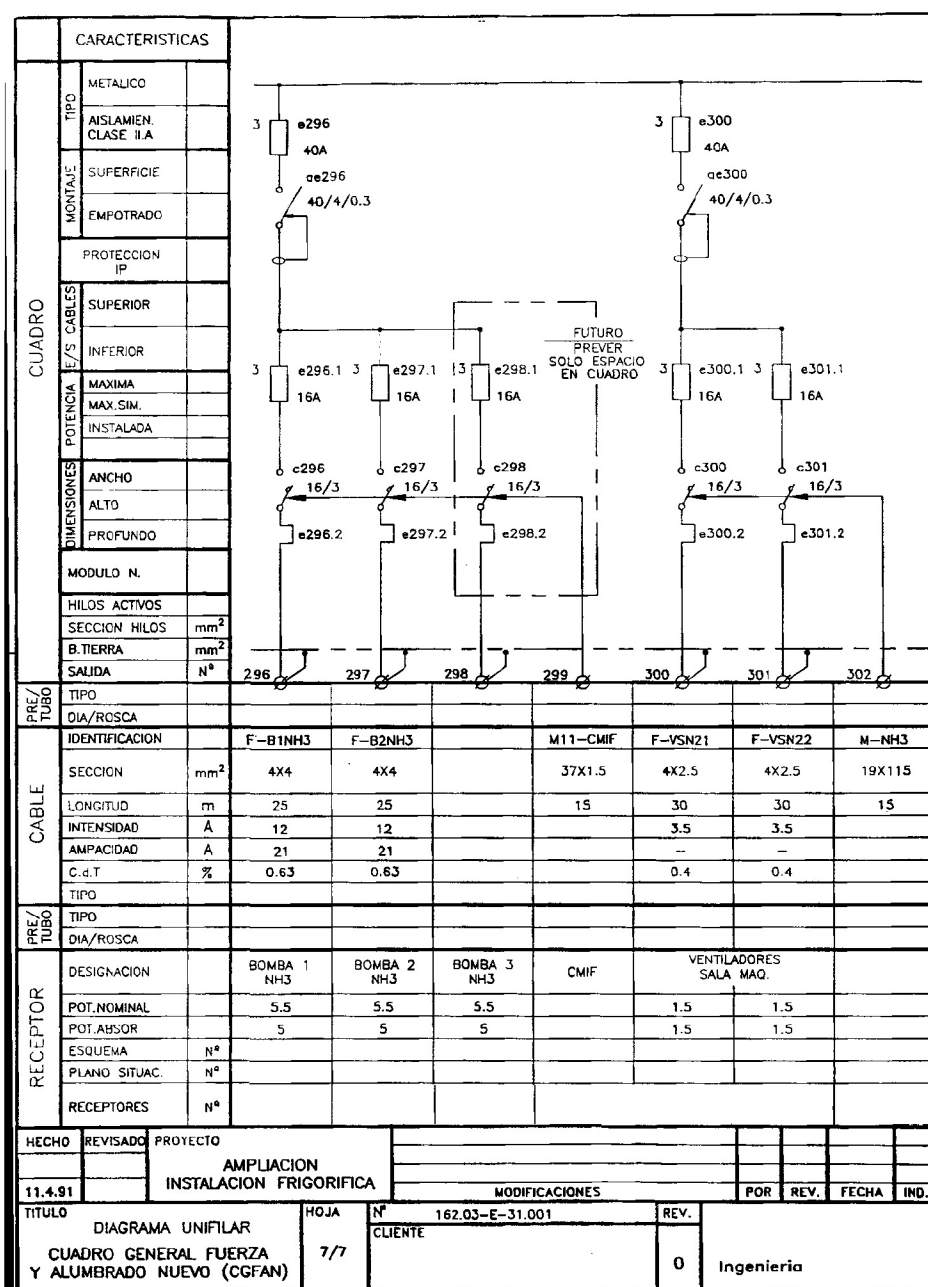 CARACTERISTICAS
CUADRO
TIPO
METALICO
AISLAMIEN.
CLASE II.A
MONTAJE
SUPERFICIE
EMPOTRADO
PROTECCION
IP
E/S CABLES
SUPERIOR
INFERIOR
POTENCIA
MAXIMA
MAX.SIM.
INSTALADA
DIMENSIONES
ANCHO
ALTO
PROFUNDO
MODULO N.
HILOS ACTIVOS
SECCION HILOS mm²
B.TIERRA mm²
SALIDA Nº
3 e296 3 e300
40A 40A
ae296 ae300
40/4/0.3 40/4/0.3
FUTURO
PREVER
SOLO ESPACIO
EN CUADRO
3 e296.1 3 e297.1 3 e298.1 3 e300.1 3 e301.1
16A 16A 16A 16A 16A
c296 c297 c298 c300 c301
16/3 16/3 16/3 16/3 16/3
e296.2 e297.2 e298.2 e300.2 e301.2
296 297 298 299 300 301 302
PRE/
TUBO
TIPO
DIA/ROSCA
CABLE
IDENTIFICACION F-B1NH3 F-B2NH3 M11-CMIF F-VSN21 F-VSN22 M-NH3
SECCION mm² 4X4 4X4 37X1.5 4X2.5 4X2.5 19X115
LONGITUD m 25 25 15 30 30 15
INTENSIDAD A 12 12 3.5 3.5
AMPACIDAD A 21 21 – –
C.d.T % 0.63 0.63 0.4 0.4
TIPO
PRE/
TUBO
TIPO
DIA/ROSCA
RECEPTOR
DESIGNACION BOMBA 1 BOMBA 2 BOMBA 3 CMIF VENTILADORES
NH3 NH3 NH3 SALA MAQ.
POT.NOMINAL 5.5 5.5 5.5 1.5 1.5
POT.ABSOR 5 5 5 1.5 1.5
ESQUEMA Nº
PLANO SITUAC. Nº
RECEPTORES Nº
HECHO REVISADO PROYECTO
AMPLIACION
INSTALACION FRIGORIFICA
11.4.91 MODIFICACIONES POR REV. FECHA IND.
TITULO HOJA Nº 162.03-E-31.001 REV.
DIAGRAMA UNIFILAR CLIENTE
CUADRO GENERAL FUERZA 7/7 0 Ingenieria
Y ALUMBRADO NUEVO (CGFAN)